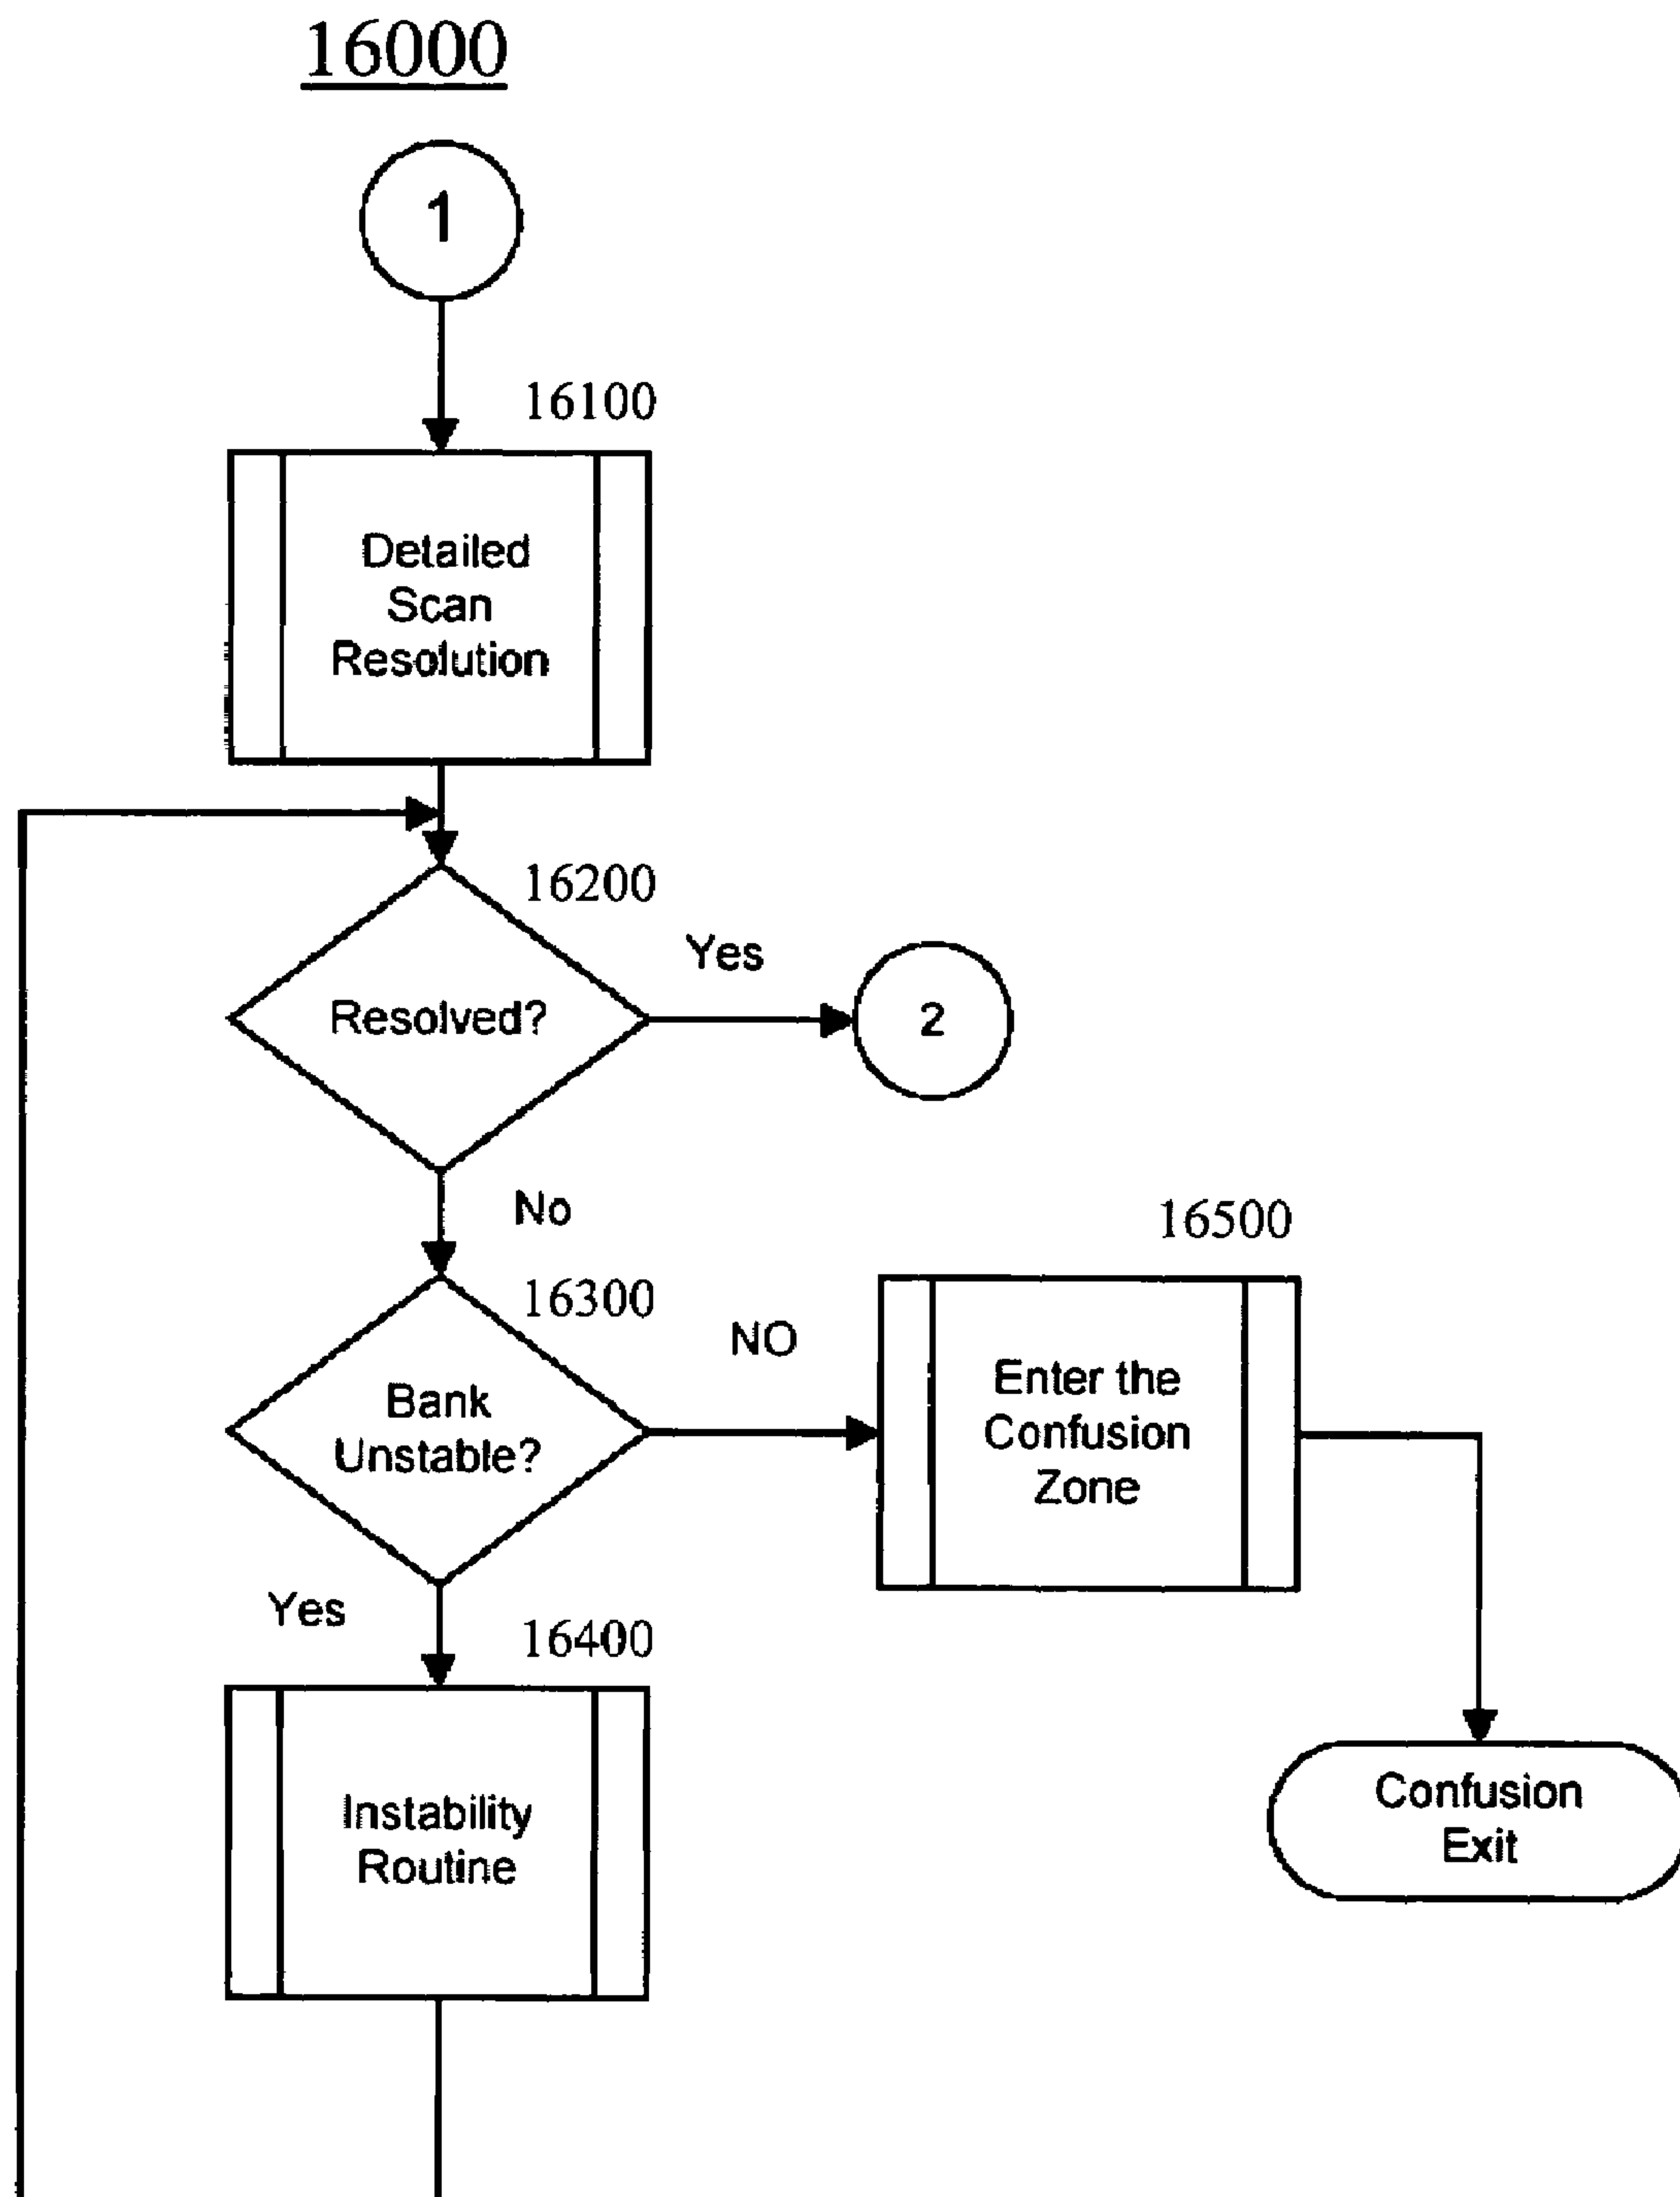 16000
1
16100
Detailed
Scan
Resolution
16200
Yes
Resolved?
2
No
16500
16300
NO
Enter the
Confusion
Zone
Bank
Unstable?
Yes
16400
Instability
Routine
Confusion
Exit